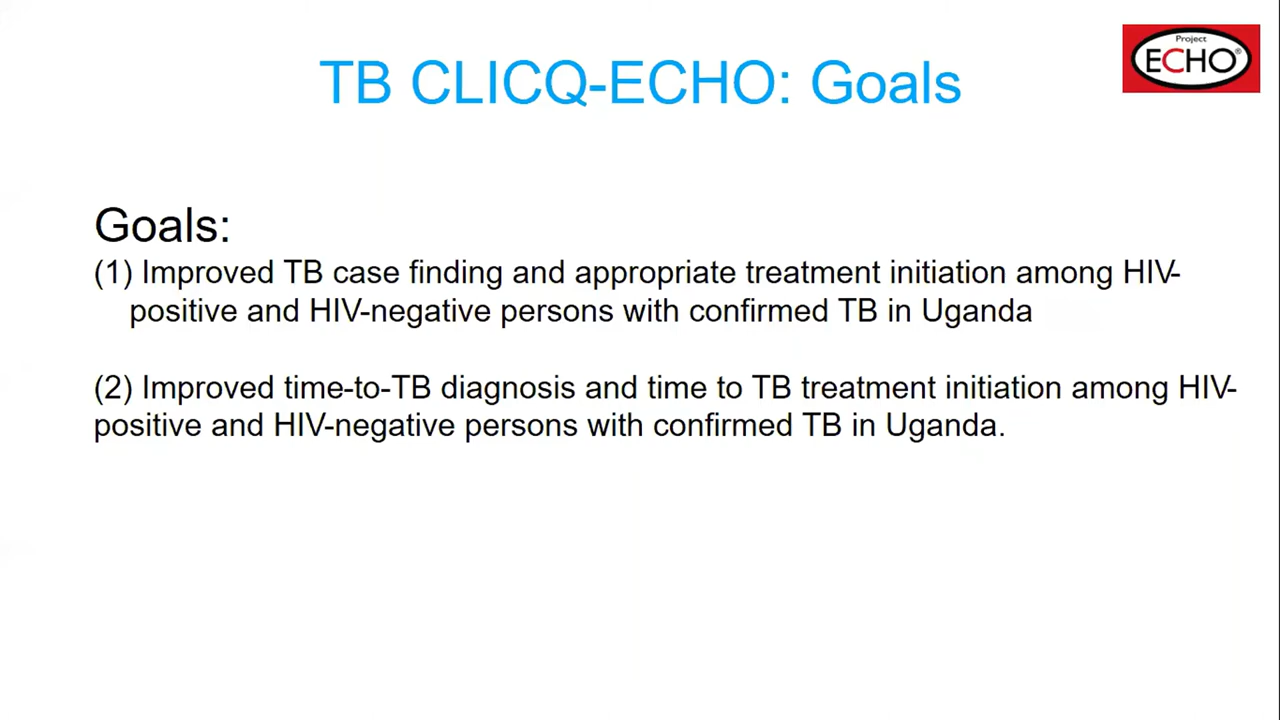 Project
ECHO®
TB CLICQ-ECHO: Goals
Goals:
(1) Improved TB case finding and appropriate treatment initiation among HIV-
positive and HIV-negative persons with confirmed TB in Uganda
(2) Improved time-to-TB diagnosis and time to TB treatment initiation among HIV-
positive and HIV-negative persons with confirmed TB in Uganda.